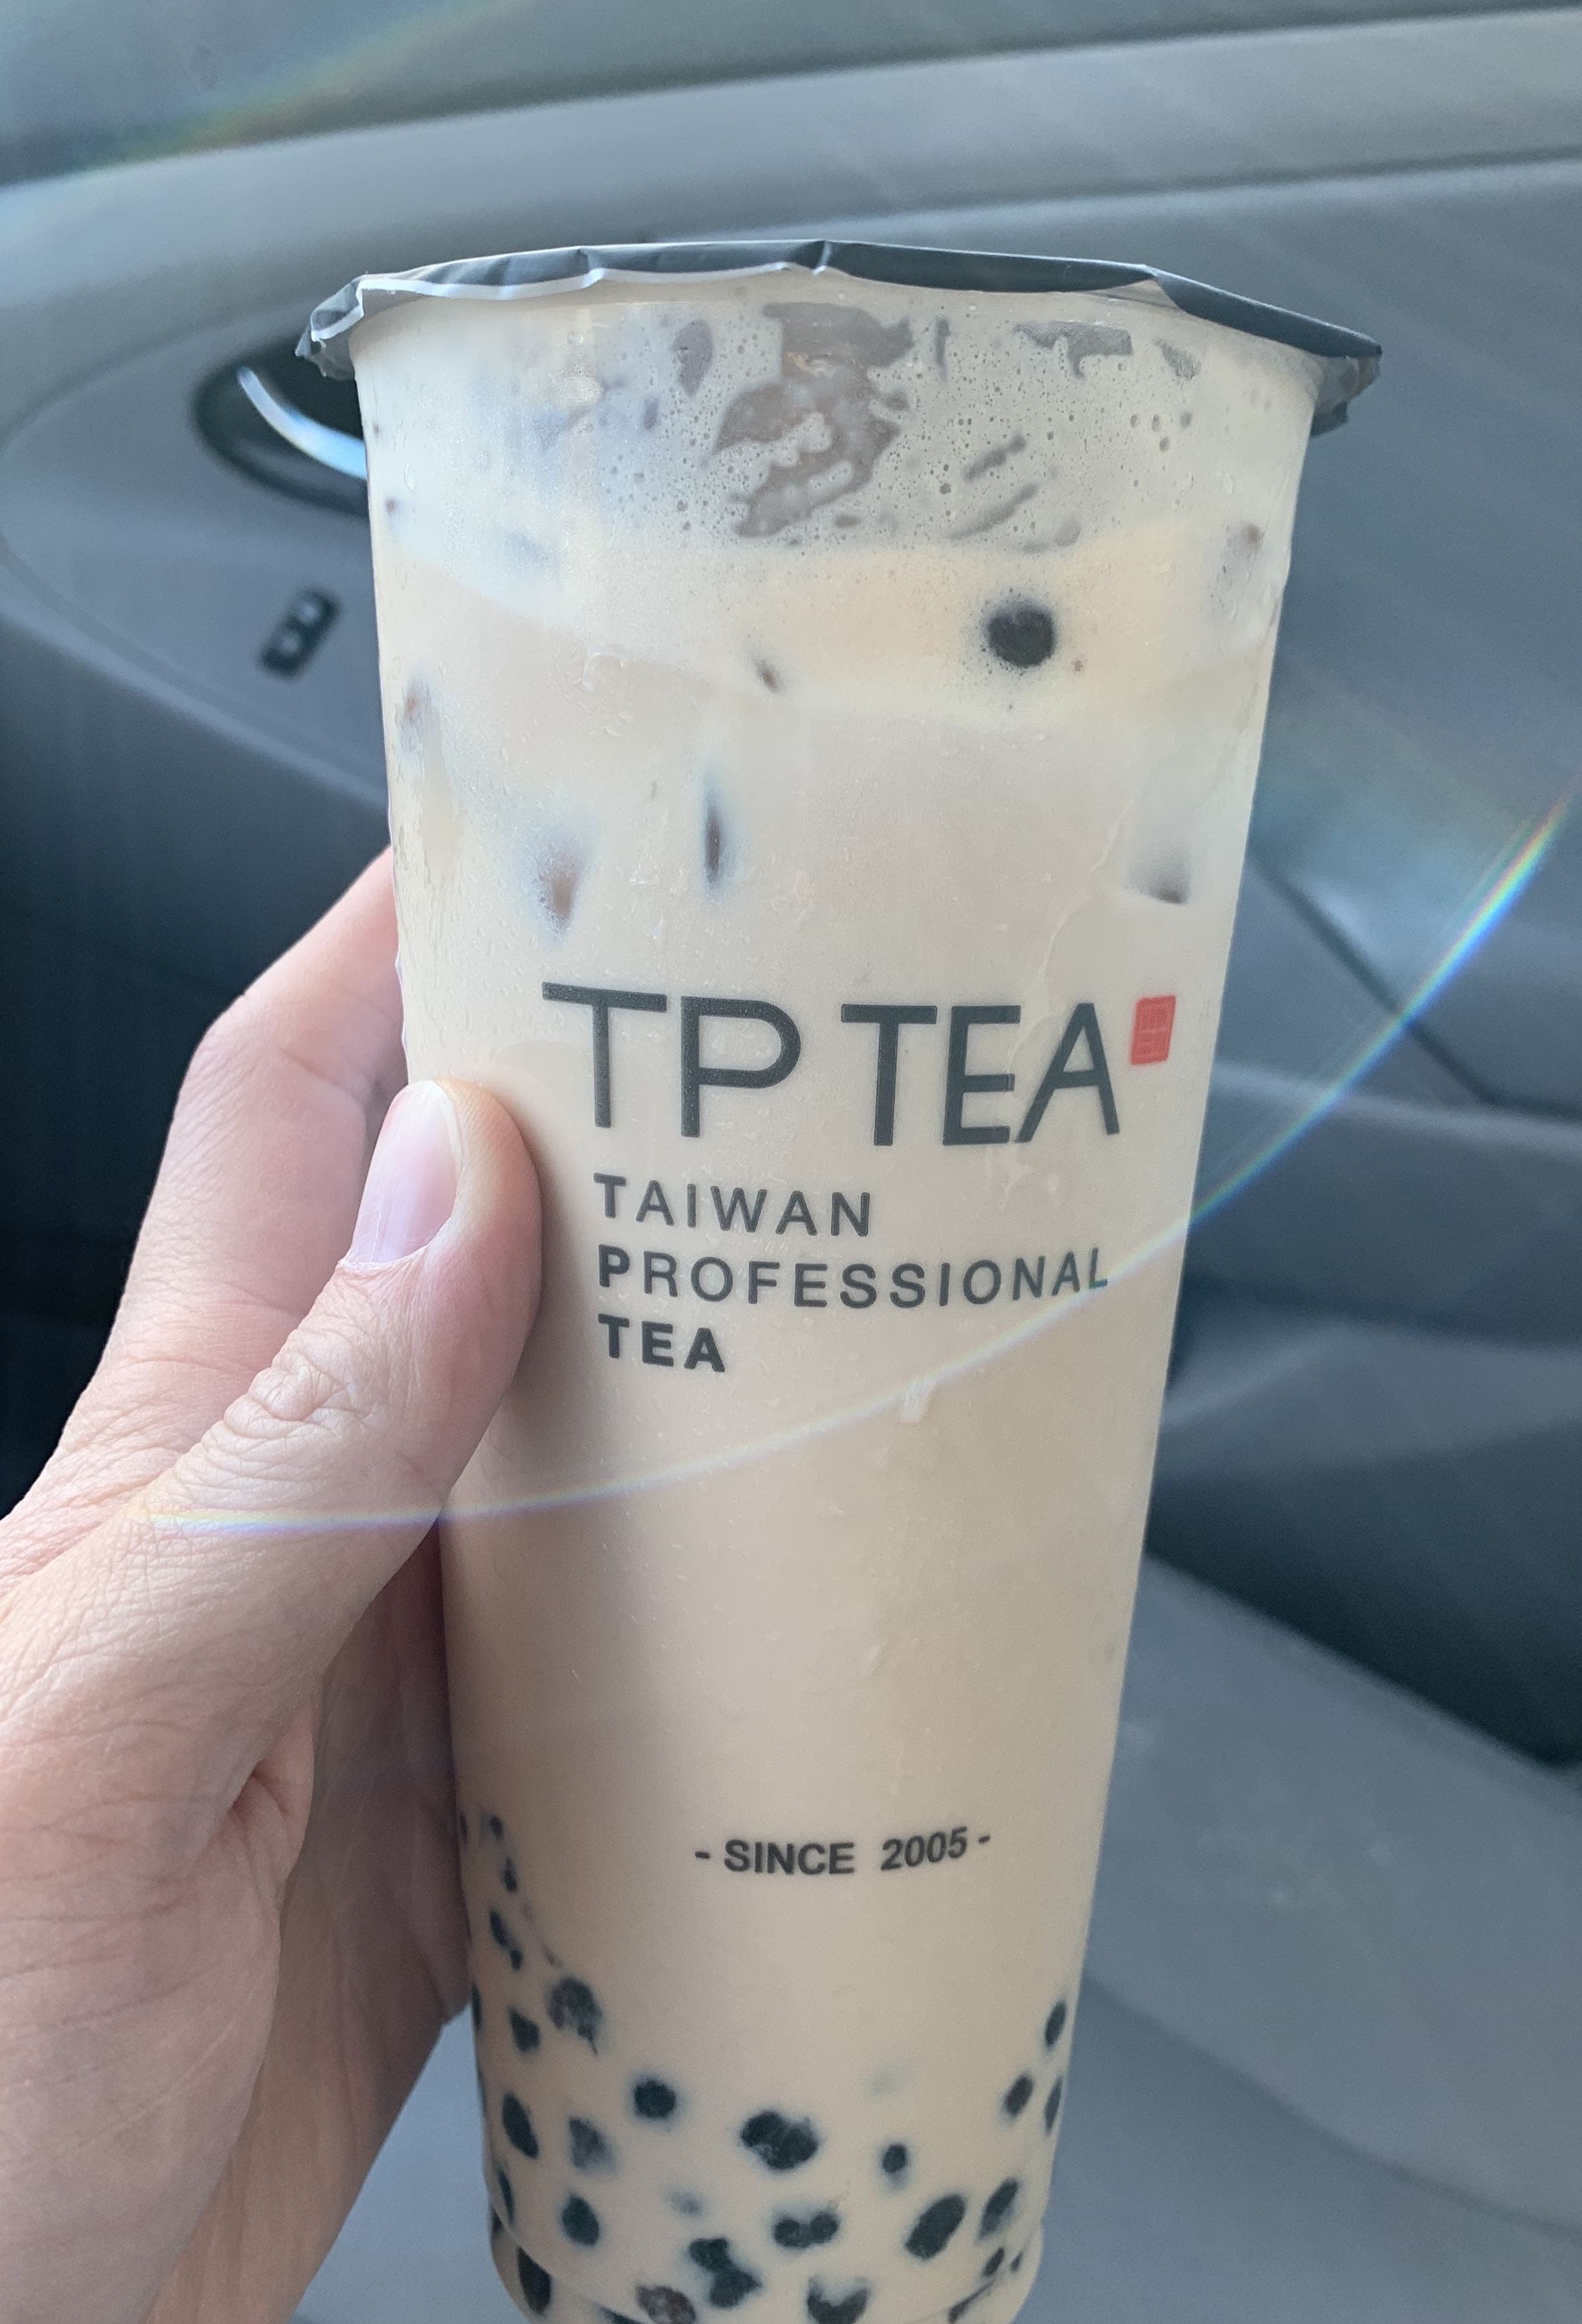 TP TEA
TAIWAN
PROFESSIONAL
TEA
- SINCE 2005 -